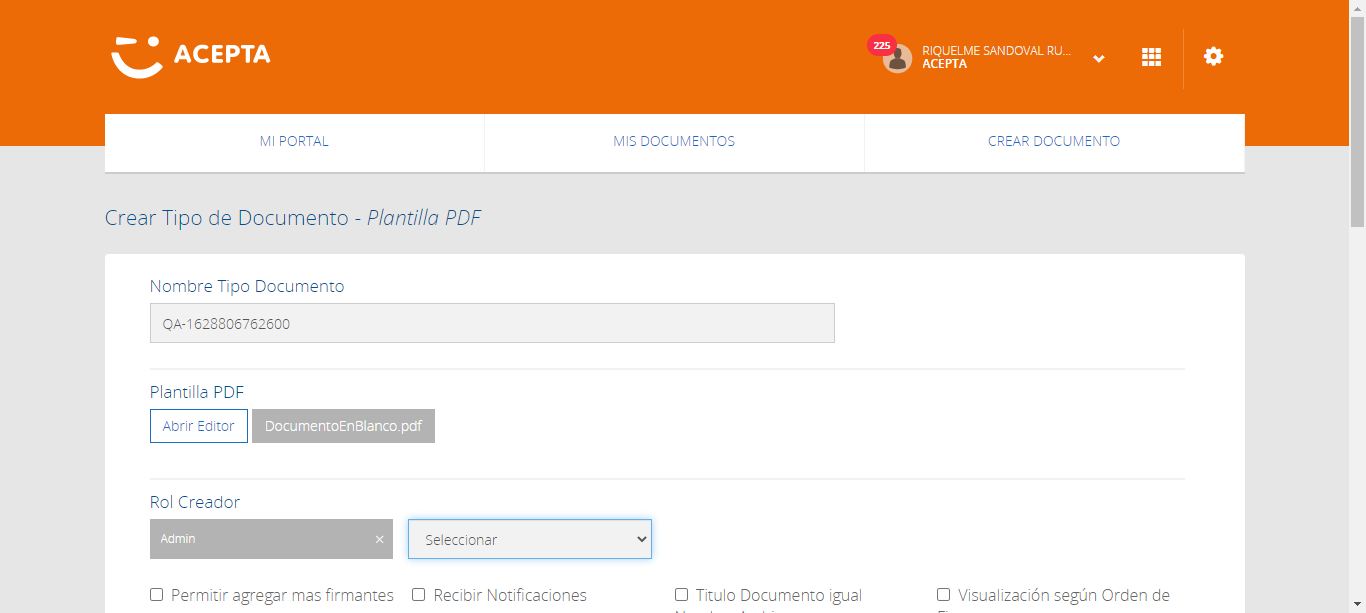 ACEPTA
225
RIQUELME SANDOVAL RU...
ACEPTA
MI PORTAL
MIS DOCUMENTOS
CREAR DOCUMENTO
Crear Tipo de Documento - Plantilla PDF
Nombre Tipo Documento
QA-1628806762600
Plantilla PDF
Abrir Editor
DocumentoEnBlanco.pdf
Rol Creador
Admin ×
Seleccionar
Permitir agregar mas firmantes
Recibir Notificaciones
Titulo Documento igual
Visualización según Orden de